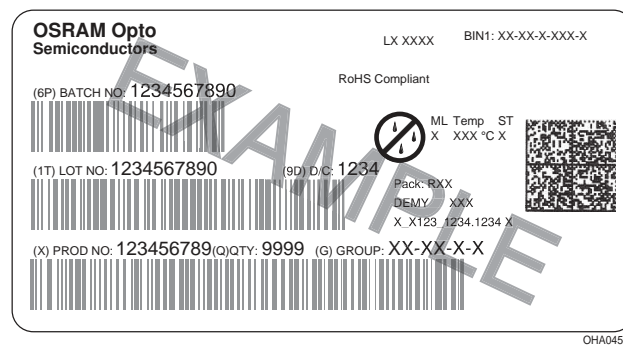 OSRAM Opto
Semiconductors
LX XXXX
BIN1: XX-XX-X-XXX-X
RoHS Compliant
(6P) BATCH NO: 1234567890
ML Temp ST
X XXX °C X
(1T) LOT NO: 1234567890 (9D) D/C: 1234
Pack: RXX
DEMY XXX
X_X123_1234.1234 X
(X) PROD NO: 123456789(Q)QTY: 9999 (G) GROUP: XX-XX-X-X
EXAMPLE